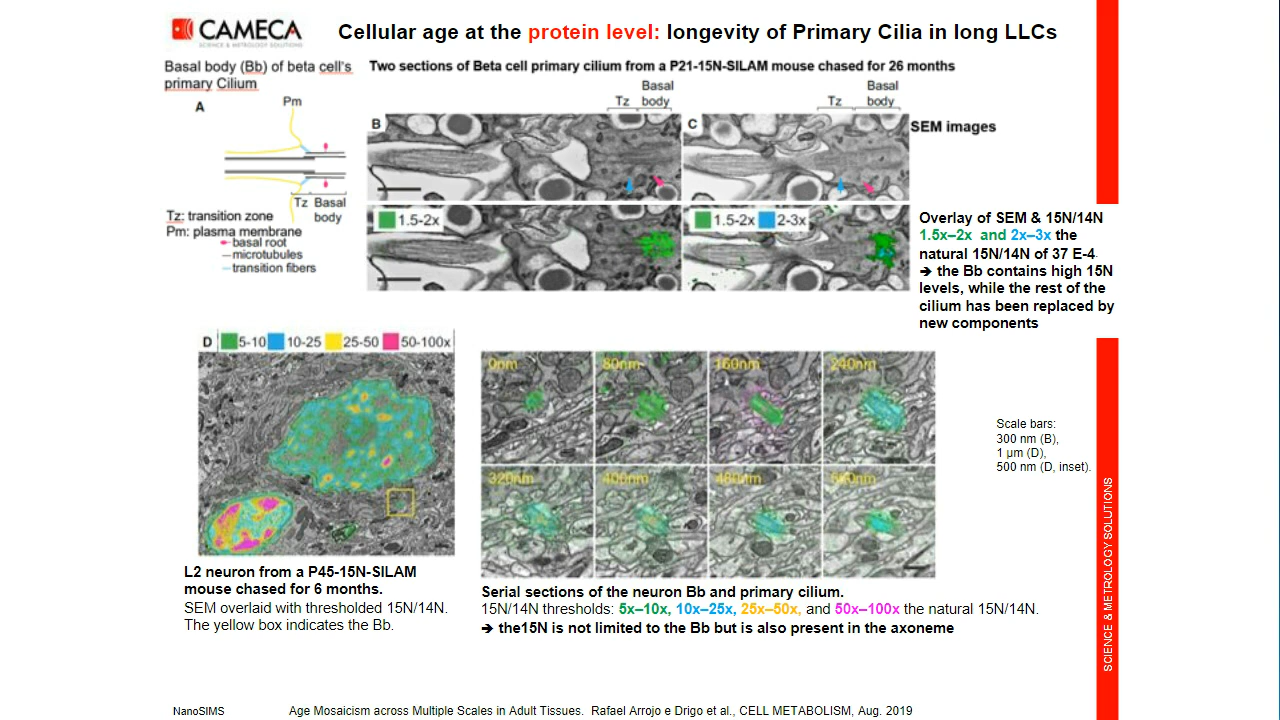 CAMECA
SCIENCE & METROLOGY SOLUTIONS
Cellular age at the protein level: longevity of Primary Cilia in long LLCs
Basal body (Bb) of beta cell's
primary Cilium
Two sections of Beta cell primary cilium from a P21-15N-SILAM mouse chased for 26 months
A
Pm
Tz Basal
body
Tz: transition zone
Pm: plasma membrane
basal root
microtubules
transition fibers
Basal
Tz body
B
Basal
Tz body
C
SEM images
1.5-2x
1.5-2x 2-3x
Overlay of SEM & 15N/14N
1.5x–2x and 2x–3x the
natural 15N/14N of 37 E-4
➔ the Bb contains high 15N
levels, while the rest of the
cilium has been replaced by
new components
D 5-10 10-25 25-50 50-100x
0nm 80nm 160nm 240nm
320nm 400nm 480nm
Scale bars:
300 nm (B),
1 µm (D),
500 nm (D, inset).
L2 neuron from a P45-15N-SILAM
mouse chased for 6 months.
SEM overlaid with thresholded 15N/14N.
The yellow box indicates the Bb.
Serial sections of the neuron Bb and primary cilium.
15N/14N thresholds: 5x–10x, 10x–25x, 25x–50x, and 50x–100x the natural 15N/14N.
➔ the15N is not limited to the Bb but is also present in the axoneme
SCIENCE & METROLOGY SOLUTIONS
NanoSIMS
Age Mosaicism across Multiple Scales in Adult Tissues. Rafael Arrojo e Drigo et al., CELL METABOLISM, Aug. 2019